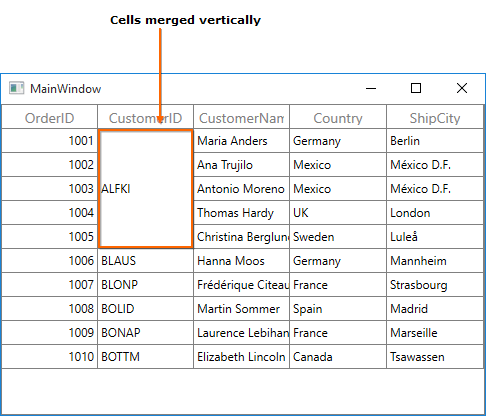 Cells merged vertically
MainWindow
OrderID CustomerID CustomerNam Country ShipCity
1001 Maria Anders Germany Berlin
1002 Ana Trujilo Mexico México D.F.
1003 ALFKI Antonio Moreno Mexico México D.F.
1004 Thomas Hardy UK London
1005 Christina Berglund Sweden Luleå
1006 BLAUS Hanna Moos Germany Mannheim
1007 BLONP Frédérique Citeau France Strasbourg
1008 BOLID Martin Sommer Spain Madrid
1009 BONAP Laurence Lebihan France Marseille
1010 BOTTM Elizabeth Lincoln Canada Tsawassen